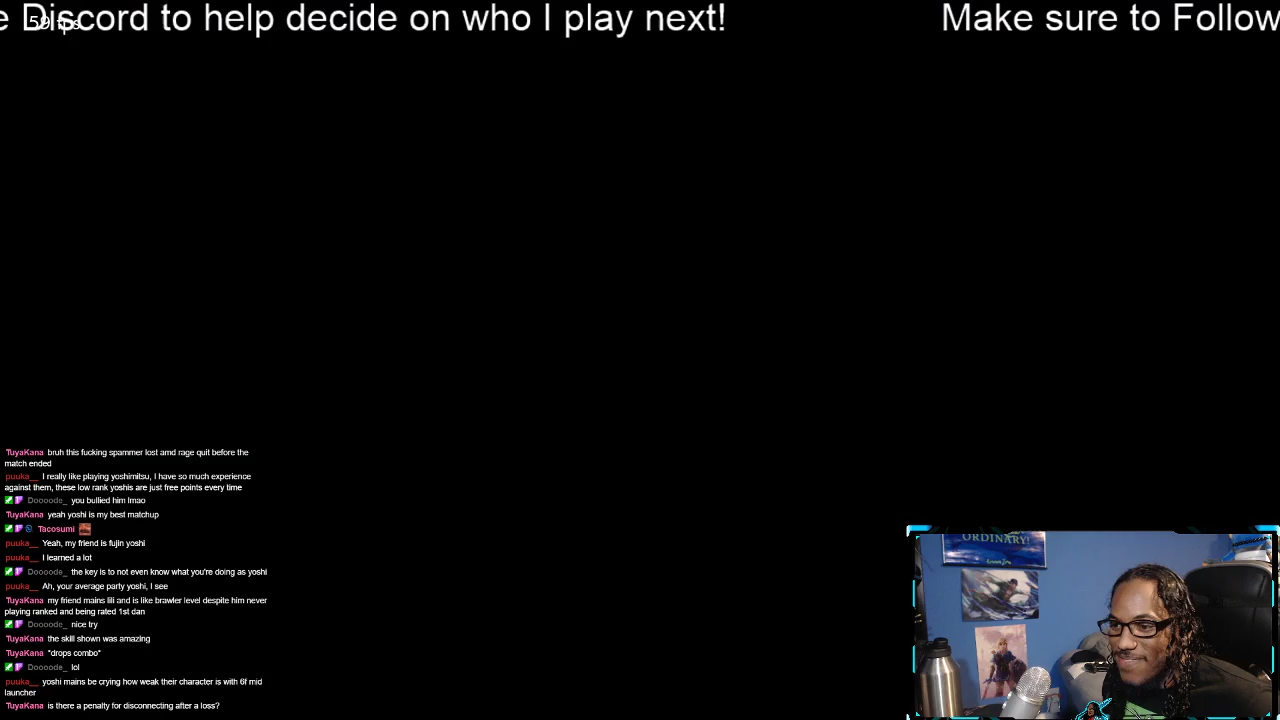 e Discord to help decide on who I play next! Make sure to Follow
59 fps
TuyaKana bruh this fucking spammer lost amd rage quit before the
match ended
puuka__ I really like playing yoshimitsu, I have so much experience
against them, these low rank yoshis are just free points every time
Doooode_ you bullied him lmao
TuyaKana yeah yoshi is my best matchup
Tacosumi
puuka__ Yeah, my friend is fujin yoshi
puuka__ I learned a lot
Doooode_ the key is to not even know what you're doing as yoshi
puuka__ Ah, your average party yoshi, I see
TuyaKana my friend mains lili and is like brawler level despite him never
playing ranked and being rated 1st dan
Doooode_ nice try
TuyaKana the skill shown was amazing
TuyaKana *drops combo*
Doooode_ lol
puuka__ yoshi mains be crying how weak their character is with 6f mid
launcher
TuyaKana is there a penalty for disconnecting after a loss?
ORDINARY!